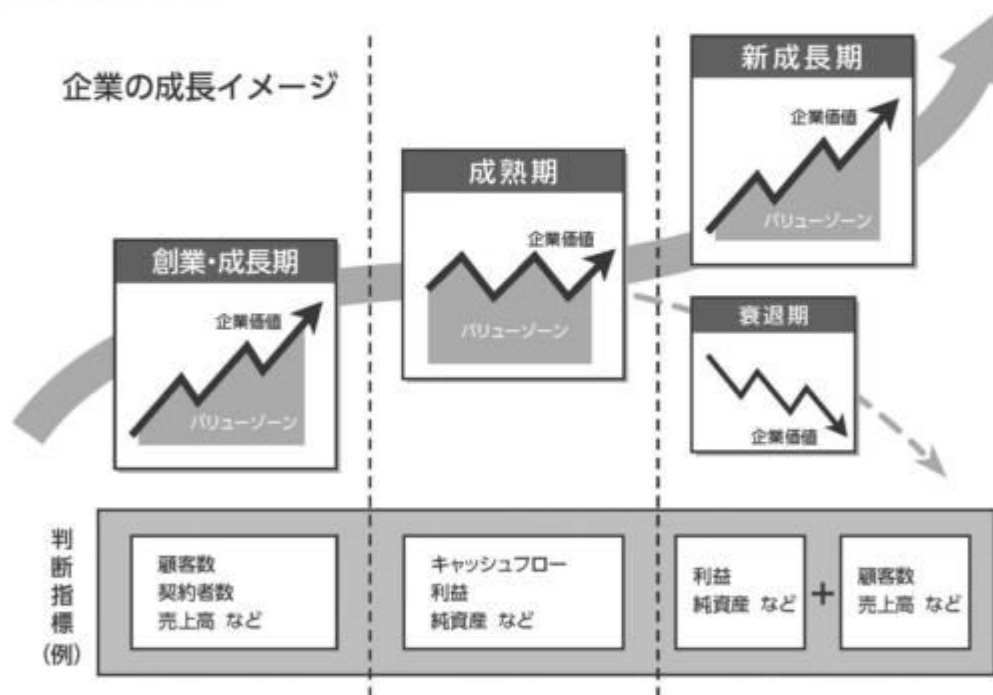 企業の成長イメージ
創業・成長期
企業価値
バリューゾーン
成熟期
企業価値
バリューゾーン
新成長期
企業価値
バリューゾーン
衰退期
企業価値
判断指標(例)
顧客数
契約者数
売上高 など
キャッシュフロー
利益
純資産 など
利益
純資産 など
+
顧客数
売上高 など